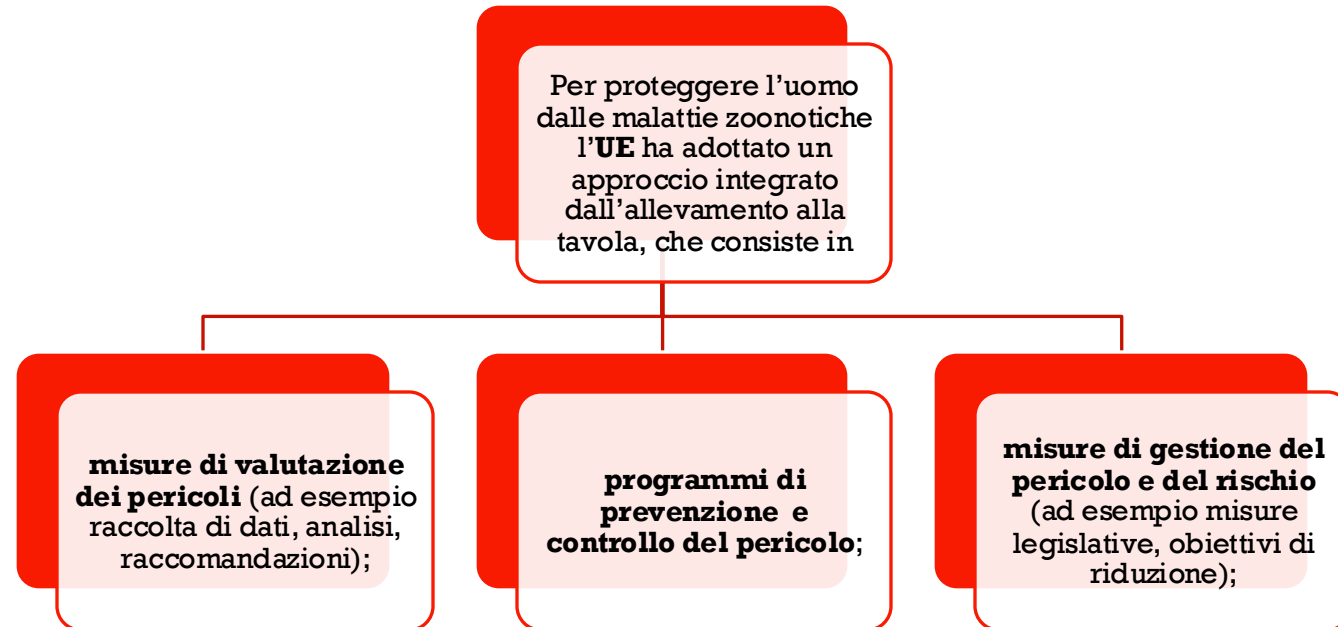 Per proteggere l'uomo
dalle malattie zoonotiche
l'UE ha adottato un
approccio integrato
dall'allevamento alla
tavola, che consiste in
misure di valutazione
dei pericoli (ad esempio
raccolta di dati, analisi,
raccomandazioni);
programmi di
prevenzione e
controllo del pericolo;
misure di gestione del
pericolo e del rischio
(ad esempio misure
legislative, obiettivi di
riduzione);